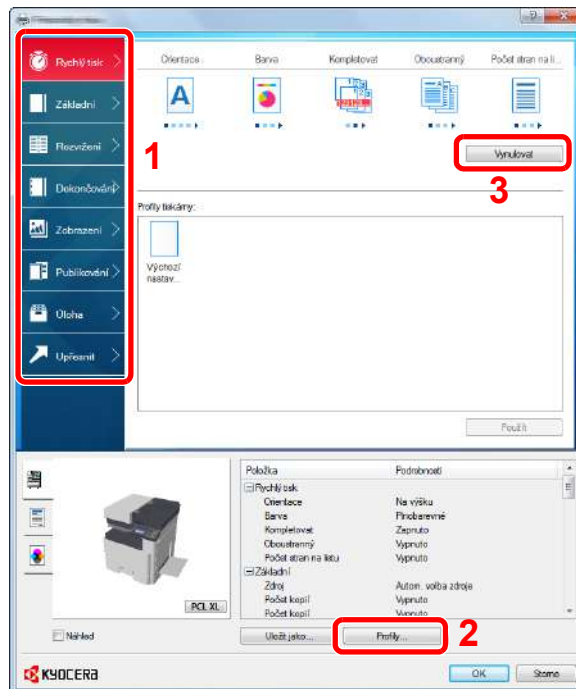 Rychlý tisk
Základní
Rozvržení
Dokončování
Zobrazení
Publikování
Úloha
Upřesnit
1
Orientace
Barva
Kompletovat
Oboustranný
Počet stran na li...
A
Vynulovat
3
Profily tiskárny:
Výchozí
nastav...
Použít
Položka
Podrobnosti
Rychlý tisk
Orientace Na výšku
Barva Plnobarevné
Kompletovat Zapnuto
Oboustranný Vypnuto
Počet stran na listu Vypnuto
Základní
Zdroj Autom. volba zdroje
Počet kopií Vypnuto
Počet kopií Vypnuto
PCL XL
Náhled
Uložit jako...
Profily...
2
KYOCERA
OK
Storno